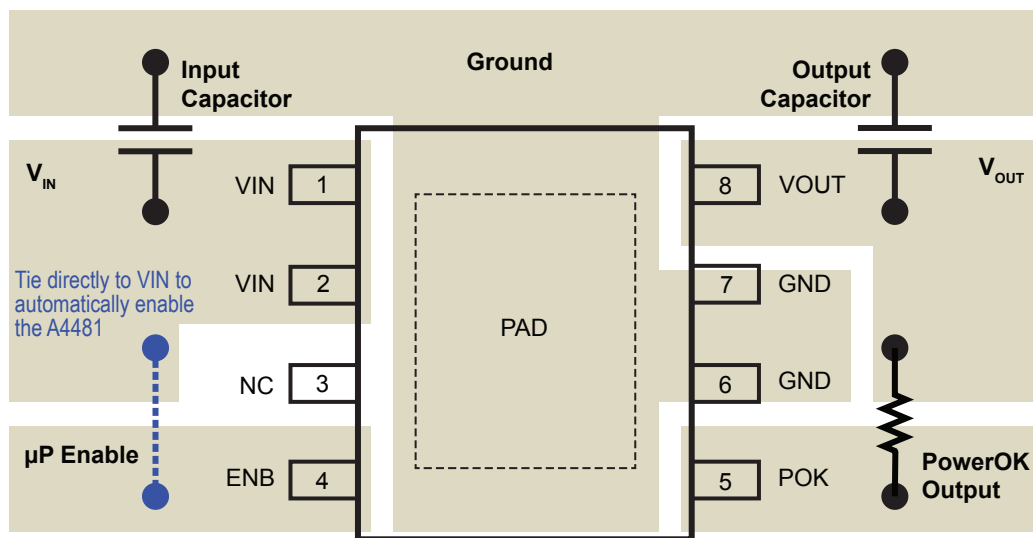 Ground
Input
Capacitor
Output
Capacitor
VIN
VIN
1
8
VOUT
VOUT
Tie directly to VIN to
automatically enable
the A4481
VIN
2
7
GND
PAD
NC
3
6
GND
µP Enable
ENB
4
5
POK
PowerOK
Output